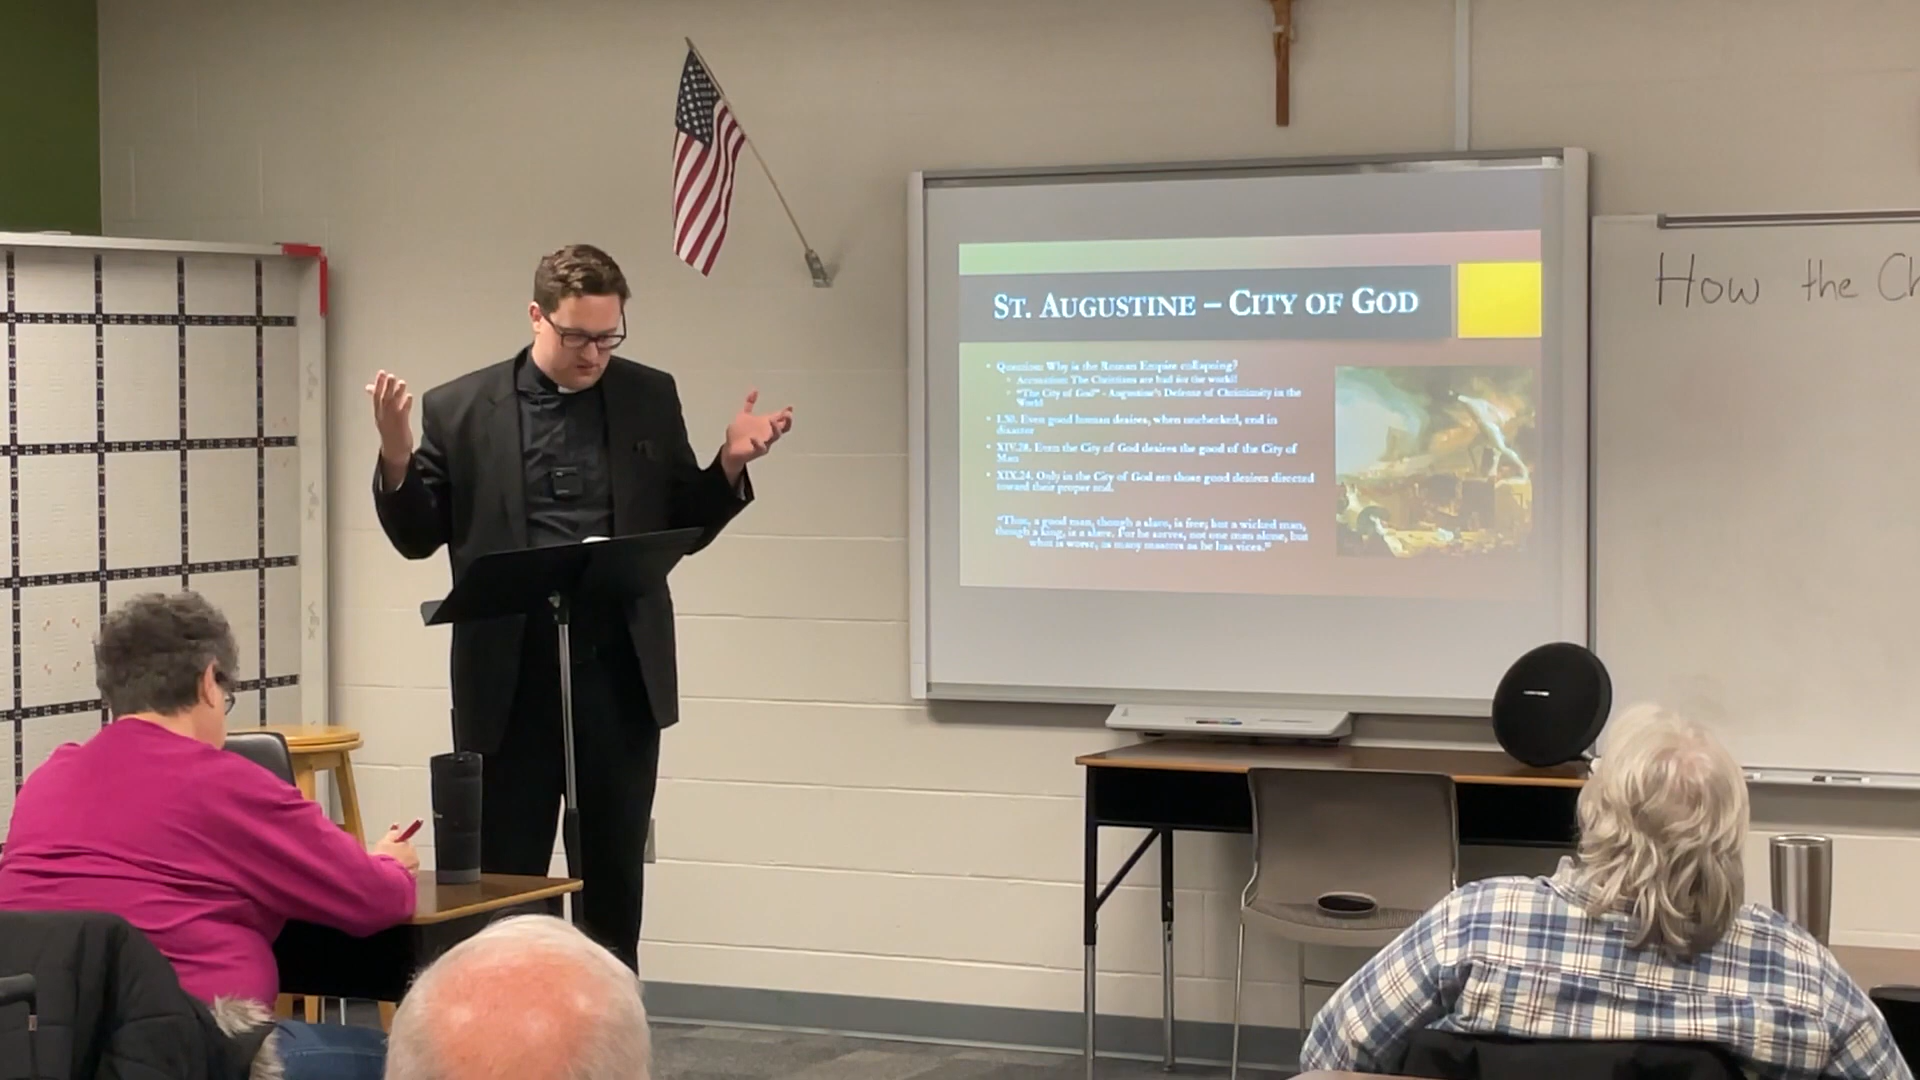 ST. AUGUSTINE – CITY OF GOD
How the Ch
• Question: Why is the Roman Empire collapsing?
◦ Accusation: The Christians are bad for the world!
◦ "The City of God" - Augustine's Defense of Christianity in the
World
• I.30. Even good human desires, when unchecked, end in
disaster
• XIV.28. Even the City of God desires the good of the City of
Man
• XIX.24. Only in the City of God are those good desires directed
toward their proper end.
"Thus, a good man, though a slave, is free; but a wicked man,
though a king, is a slave. For he serves, not one man alone, but
what is worse, as many masters as he has vices."